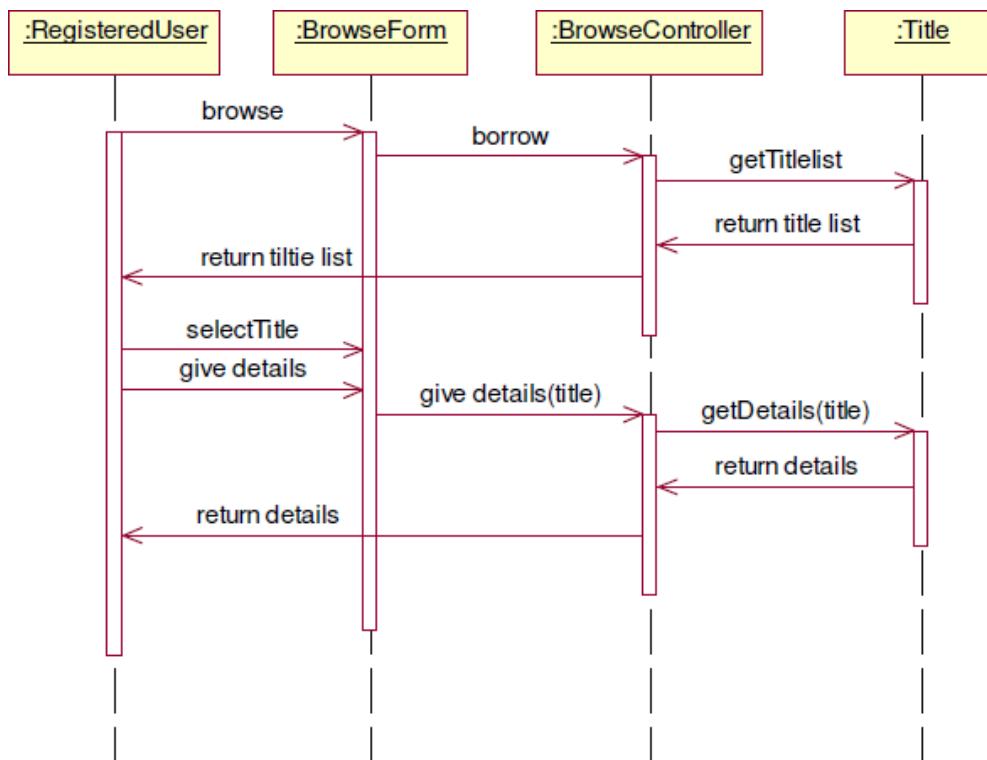 :RegisteredUser
:BrowseForm
:BrowseController
:Title
browse
borrow
getTitlelist
return title list
return tiltie list
selectTitle
give details
give details(title)
getDetails(title)
return details
return details